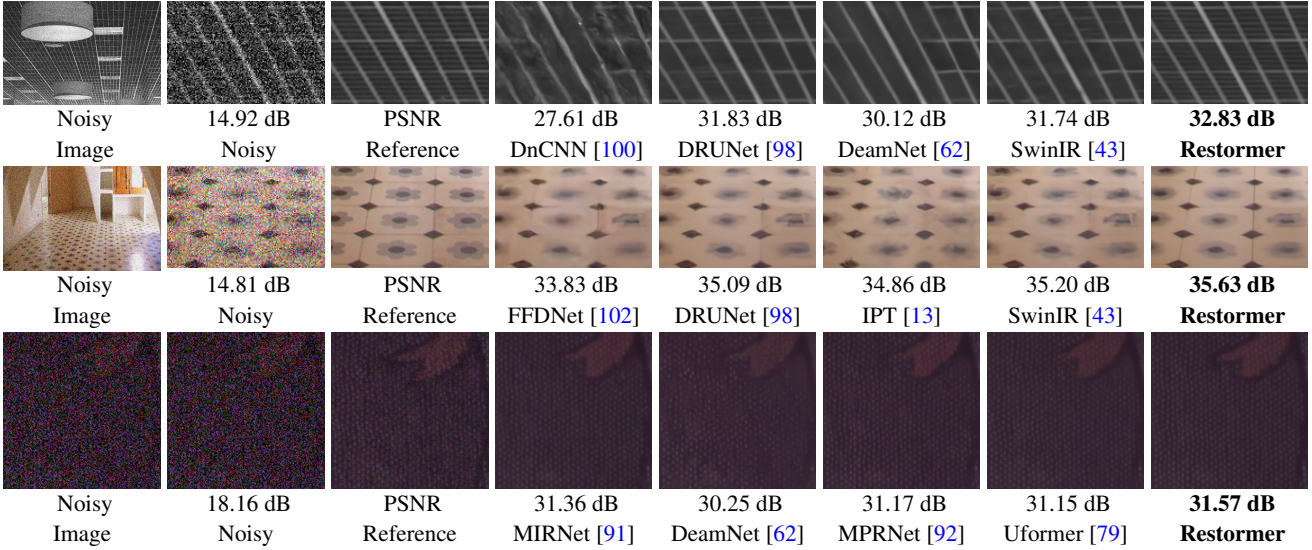 Noisy 14.92 dB PSNR 27.61 dB 31.83 dB 30.12 dB 31.74 dB 32.83 dB
Image Noisy Reference DnCNN [100] DRUNet [98] DeamNet [62] SwinIR [43] Restormer
Noisy 14.81 dB PSNR 33.83 dB 35.09 dB 34.86 dB 35.20 dB 35.63 dB
Image Noisy Reference FFDNet [102] DRUNet [98] IPT [13] SwinIR [43] Restormer
Noisy 18.16 dB PSNR 31.36 dB 30.25 dB 31.17 dB 31.15 dB 31.57 dB
Image Noisy Reference MIRNet [91] DeamNet [62] MPRNet [92] Uformer [79] Restormer